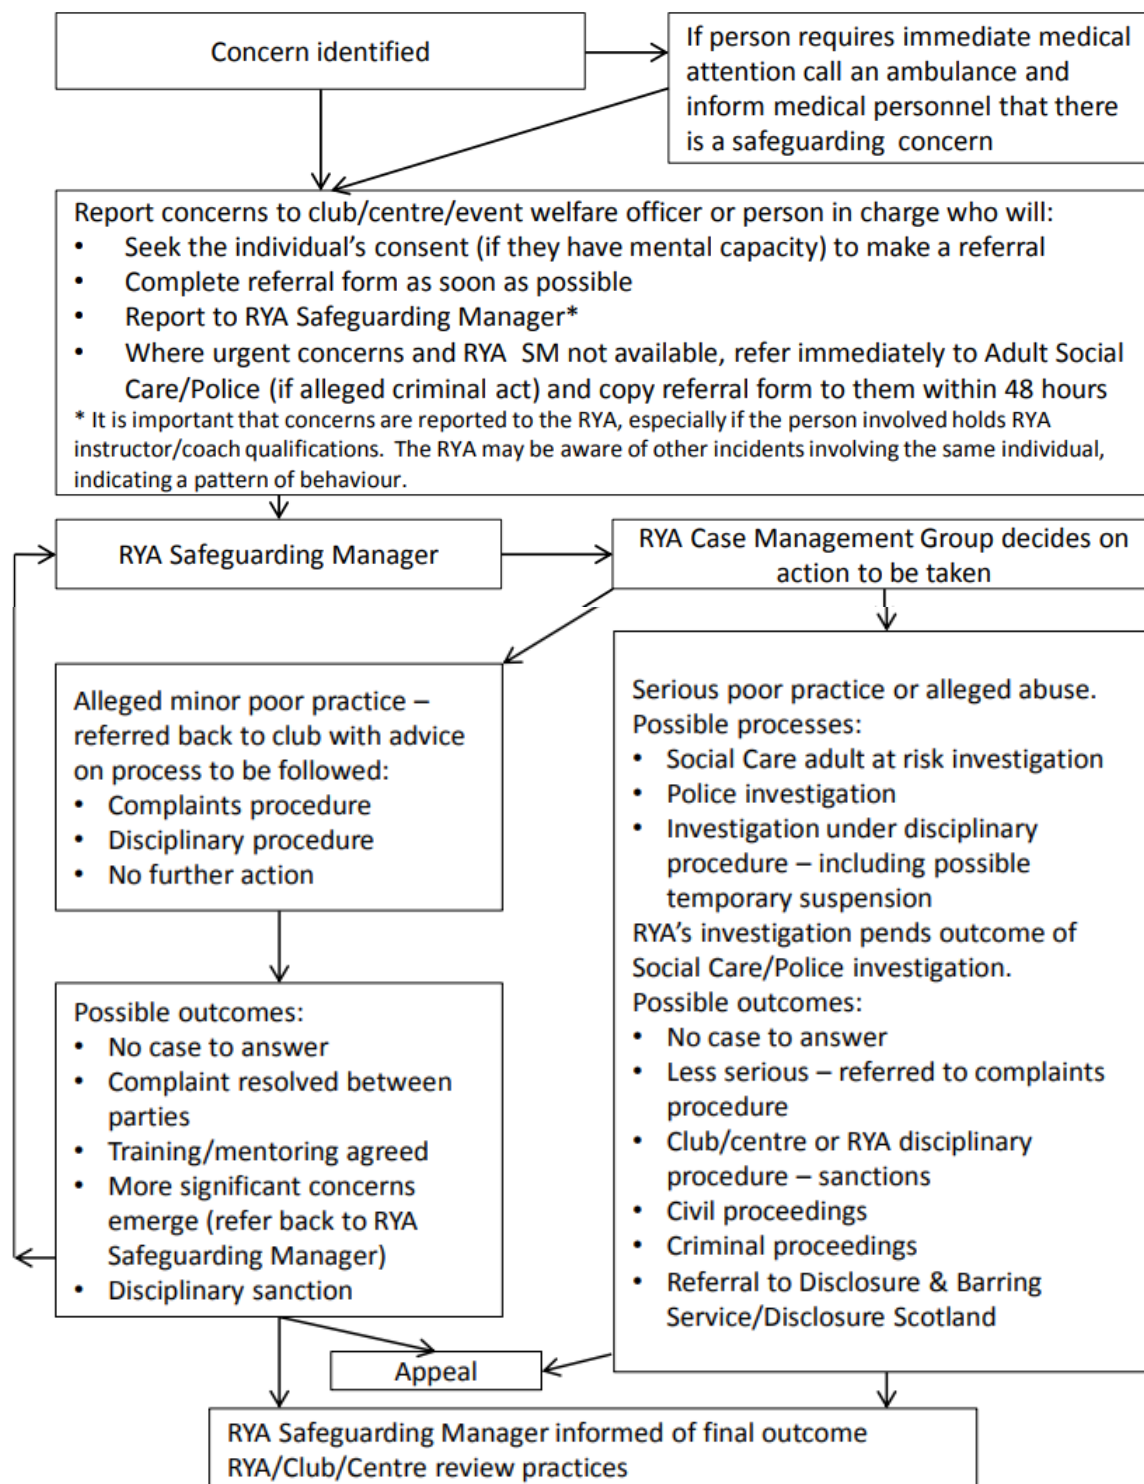 Concern identified
If person requires immediate medical
attention call an ambulance and
inform medical personnel that there
is a safeguarding concern
Report concerns to club/centre/event welfare officer or person in charge who will:
• Seek the individual's consent (if they have mental capacity) to make a referral
• Complete referral form as soon as possible
• Report to RYA Safeguarding Manager*
• Where urgent concerns and RYA SM not available, refer immediately to Adult Social
Care/Police (if alleged criminal act) and copy referral form to them within 48 hours
* It is important that concerns are reported to the RYA, especially if the person involved holds RYA
instructor/coach qualifications. The RYA may be aware of other incidents involving the same individual,
indicating a pattern of behaviour.
RYA Safeguarding Manager
RYA Case Management Group decides on
action to be taken
Alleged minor poor practice –
referred back to club with advice
on process to be followed:
• Complaints procedure
• Disciplinary procedure
• No further action
Serious poor practice or alleged abuse.
Possible processes:
• Social Care adult at risk investigation
• Police investigation
• Investigation under disciplinary
procedure – including possible
temporary suspension
RYA's investigation pends outcome of
Social Care/Police investigation.
Possible outcomes:
• No case to answer
• Less serious – referred to complaints
procedure
• Club/centre or RYA disciplinary
procedure – sanctions
• Civil proceedings
• Criminal proceedings
• Referral to Disclosure & Barring
Service/Disclosure Scotland
Possible outcomes:
• No case to answer
• Complaint resolved between
parties
• Training/mentoring agreed
• More significant concerns
emerge (refer back to RYA
Safeguarding Manager)
• Disciplinary sanction
Appeal
RYA Safeguarding Manager informed of final outcome
RYA/Club/Centre review practices